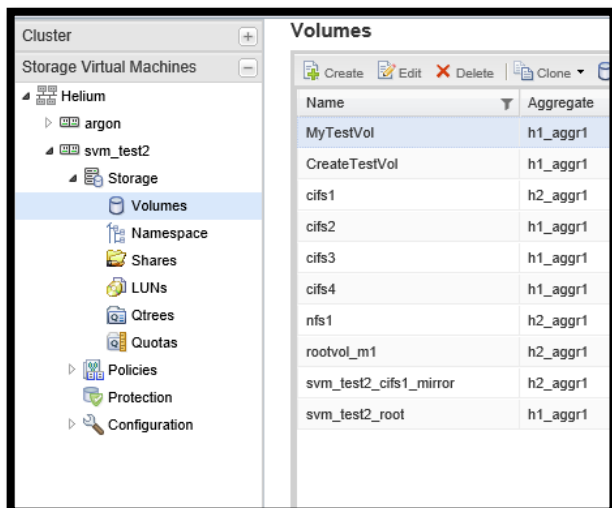 Cluster
Storage Virtual Machines
Helium
argon
svm_test2
Storage
Volumes
Namespace
Shares
LUNs
Qtrees
Quotas
Policies
Protection
Configuration
Volumes
Create Edit Delete Clone
Name Aggregate
MyTestVol h1_aggr1
CreateTestVol h1_aggr1
cifs1 h2_aggr1
cifs2 h1_aggr1
cifs3 h1_aggr1
cifs4 h1_aggr1
nfs1 h2_aggr1
rootvol_m1 h2_aggr1
svm_test2_cifs1_mirror h2_aggr1
svm_test2_root h1_aggr1